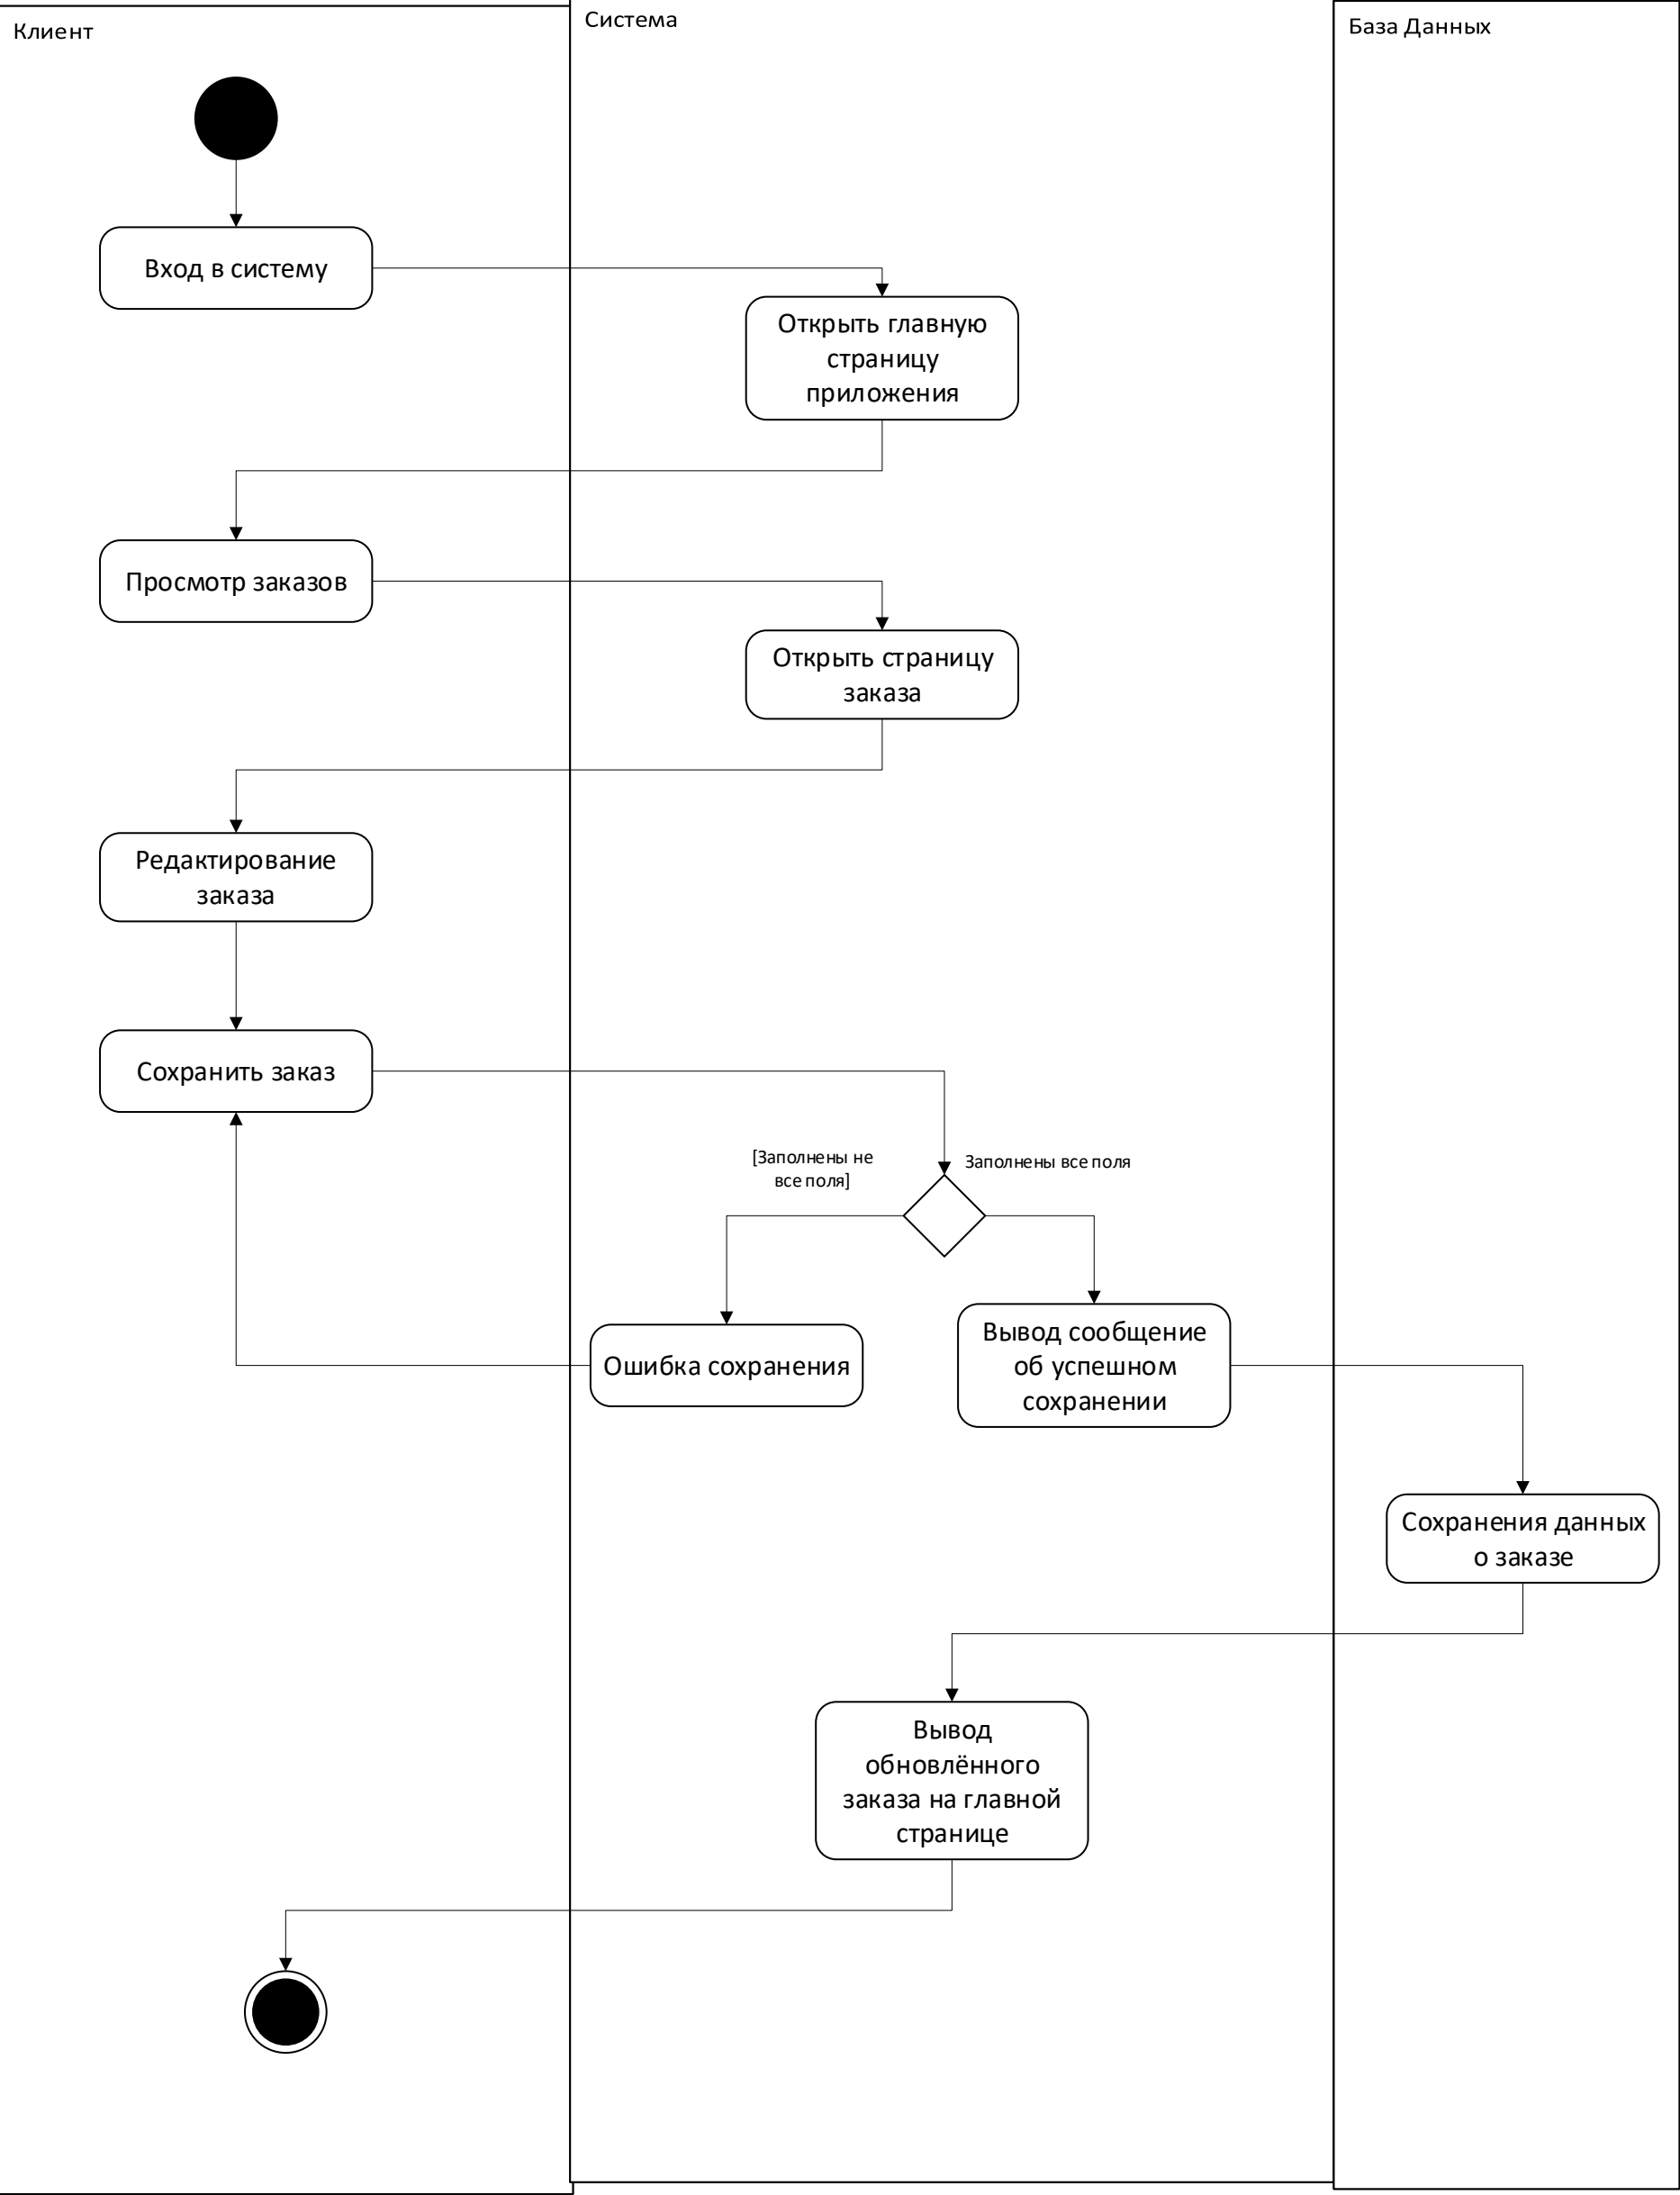 Клиент
Система
База Данных
Вход в систему
Открыть главную
страницу
приложения
Просмотр заказов
Открыть страницу
заказа
Редактирование
заказа
Сохранить заказ
[Заполнены не
все поля]
Заполнены все поля
Ошибка сохранения
Вывод сообщение
об успешном
сохранении
Сохранения данных
о заказе
Вывод
обновлённого
заказа на главной
странице